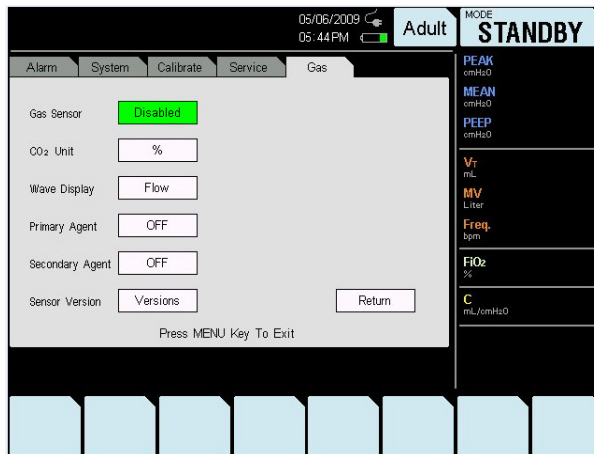 05/06/2009
05:44 PM
Adult
MODE
STANDBY
Alarm System Calibrate Service Gas
Gas Sensor Disabled
CO₂ Unit %
Wave Display Flow
Primary Agent OFF
Secondary Agent OFF
Sensor Version Versions Return
Press MENU Key To Exit
PEAK
cmH₂O
MEAN
cmH₂O
PEEP
cmH₂O
VT
mL
MV
Liter
Freq.
bpm
FiO₂
%
C
mL/cmH₂O